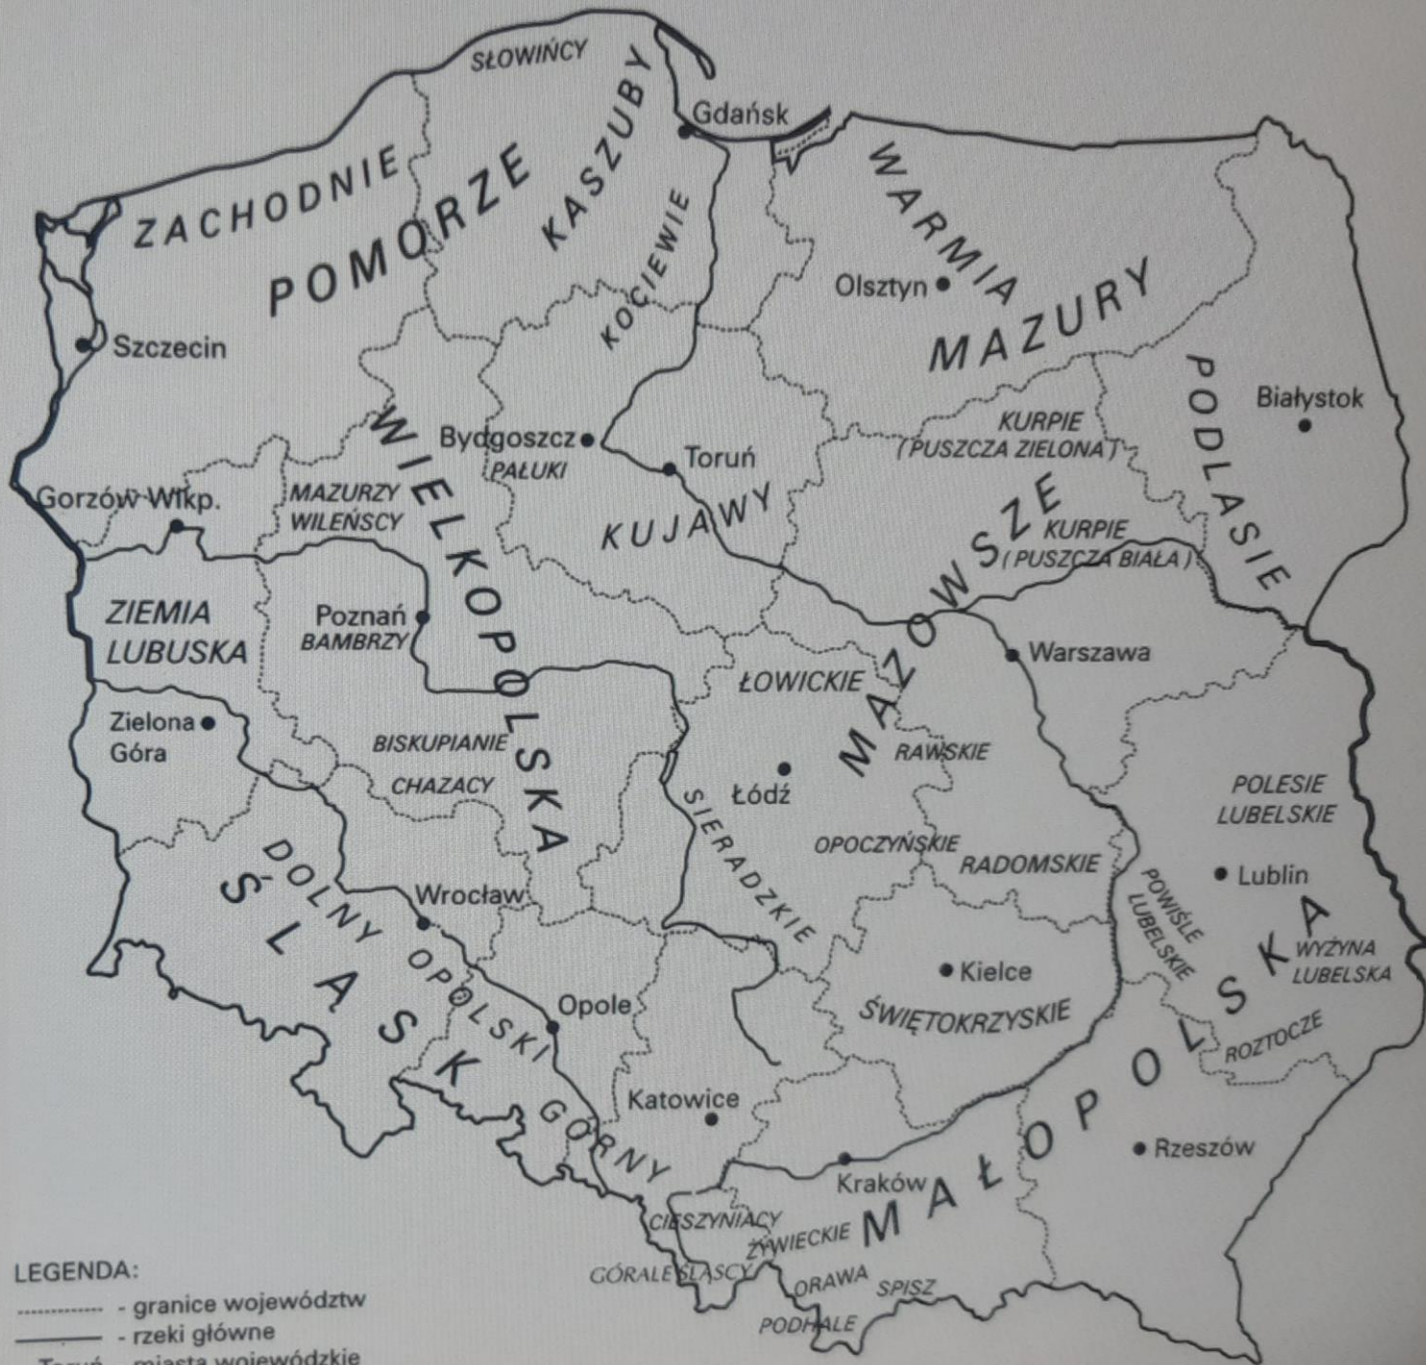 SŁOWIŃCY
KASZUBY
Gdańsk
ZACHODNIE
POMORZE
KOCIEWIE
WARMIA
Olsztyn
MAZURY
Szczecin
PODLASIE
Białystok
WIELKOPOLSKA
Bydgoszcz
PAŁUKI
Toruń
KUJAWY
KURPIE
(PUSZCZA ZIELONA)
Gorzów Wlkp.
MAZURZY
WILEŃSCY
MAZOWSZE
KURPIE
(PUSZCZA BIAŁA)
ZIEMIA
LUBUSKA
Poznań
BAMBRZY
Warszawa
ŁOWICKIE
Zielona
Góra
BISKUPIANIE
CHAZACY
RAWSKIE
Łódź
SIERADZKIE
POLESIE
LUBELSKIE
OPOCZYŃSKIE
RADOMSKIE
DOLNY
ŚLĄSK
Wrocław
OPOLSKI
Opole
POWIŚLE
LUBELSKIE
Lublin
WYŻYNA
LUBELSKA
Kielce
ŚWIĘTOKRZYSKIE
MAŁOPOLSKA
ROZTOCZE
Katowice
GÓRNY
Rzeszów
Kraków
CIESZYNIACY
ŻYWIECKIE
GÓRALE ŚLĄSCY
ORAWA
SPISZ
PODHALE
LEGENDA:
- granice województw
- rzeki główne
Toruń - miasta wojewódzkie